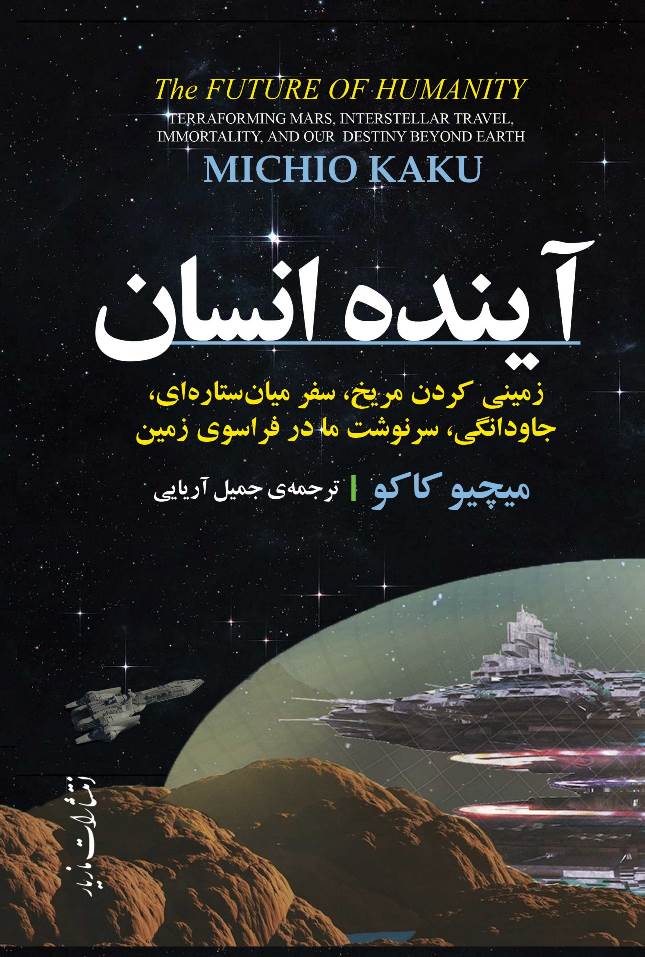 The FUTURE OF HUMANITY
TERRAFORMING MARS, INTERSTELLAR TRAVEL,
IMMORTALITY, AND OUR DESTINY BEYOND EARTH
MICHIO KAKU
آینده انسان
زمینی کردن مریخ، سفر میان‌ستاره‌ای،
جاودانگی، سرنوشت ما در فراسوی زمین
میچیو کاکو | ترجمه‌ی جمیل آریایی
انتشارات مازیار